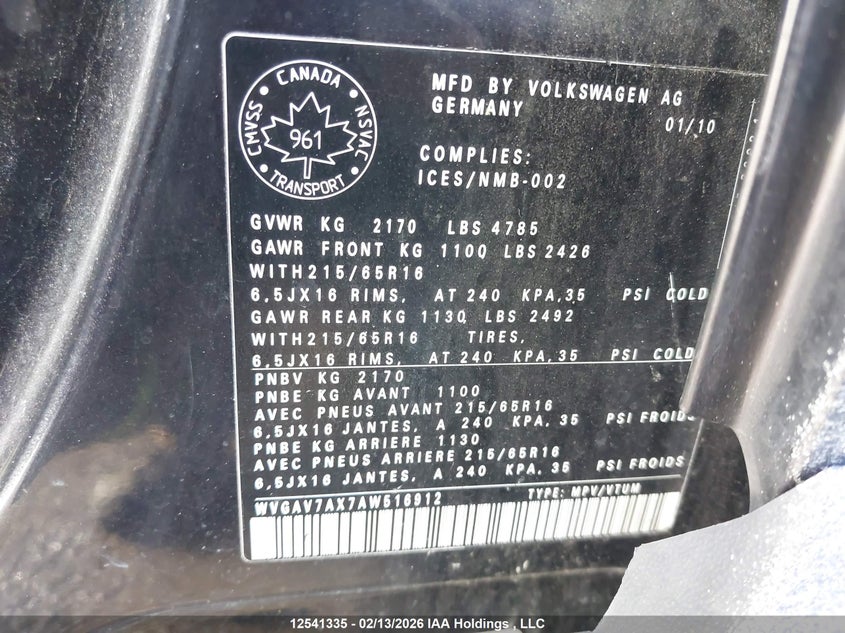 CANADA
CMVSS
NSVAC
961
TRANSPORT
MFD BY VOLKSWAGEN AG
GERMANY
01/10
COMPLIES:
ICES/NMB-002
GVWR KG 2170 LBS 4785
GAWR FRONT KG 1100 LBS 2426
WITH215/65R16
6,5JX16 RIMS, AT 240 KPA,35 PSI COLD
GAWR REAR KG 1130 LBS 2492
WITH215/65R16 TIRES,
6,5JX16 RIMS, AT 240 KPA,35 PSI COLD
PNBV KG 2170
PNBE KG AVANT 1100
AVEC PNEUS AVANT 215/65R16
6,5JX16 JANTES, A 240 KPA,35 PSI FROIDS
PNBE KG ARRIERE 1130
AVEC PNEUS ARRIERE 215/65R16
6,5JX16 JANTES, A 240 KPA,35 PSI FROIDS
WVGAV7AX7AW516912 TYPE: MPV/VTUM
12541335 - 02/13/2026 IAA Holdings , LLC